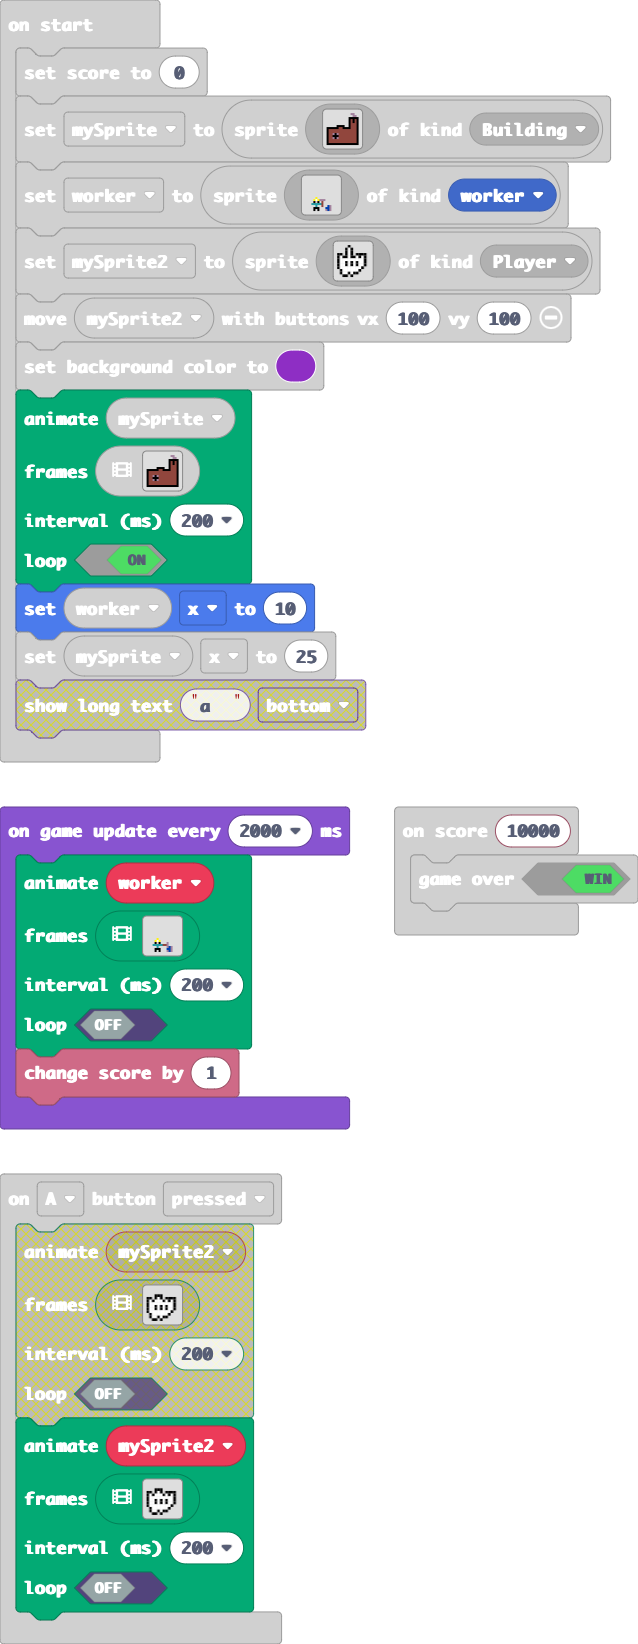 on start
set score to 0
set mySprite to sprite of kind Building
set worker to sprite of kind worker
set mySprite2 to sprite of kind Player
move mySprite2 with buttons vx 100 vy 100
set background color to
animate mySprite
frames
interval (ms) 200
loop ON
set worker x to 10
set mySprite x to 25
show long text "a " bottom
on game update every 2000 ms
animate worker
frames
interval (ms) 200
loop OFF
change score by 1
on score 10000
game over WIN
on A button pressed
animate mySprite2
frames
interval (ms) 200
loop OFF
animate mySprite2
frames
interval (ms) 200
loop OFF